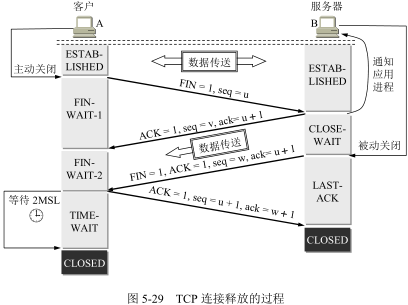 客户
服务器
A
B
ESTAB-
LISHED
数据传送
通知
应用
进程
主动关闭
FIN = 1, seq = u
ESTAB-
LISHED
FIN-
WAIT-1
ACK = 1, seq = v, ack= u + 1
CLOSE-
WAIT
数据传送
被动关闭
FIN = 1, ACK = 1, seq = w, ack= u + 1
FIN-
WAIT-2
LAST-
ACK
等待 2MSL
ACK = 1, seq = u + 1, ack = w + 1
TIME-
WAIT
CLOSED
CLOSED
图 5-29 TCP 连接释放的过程